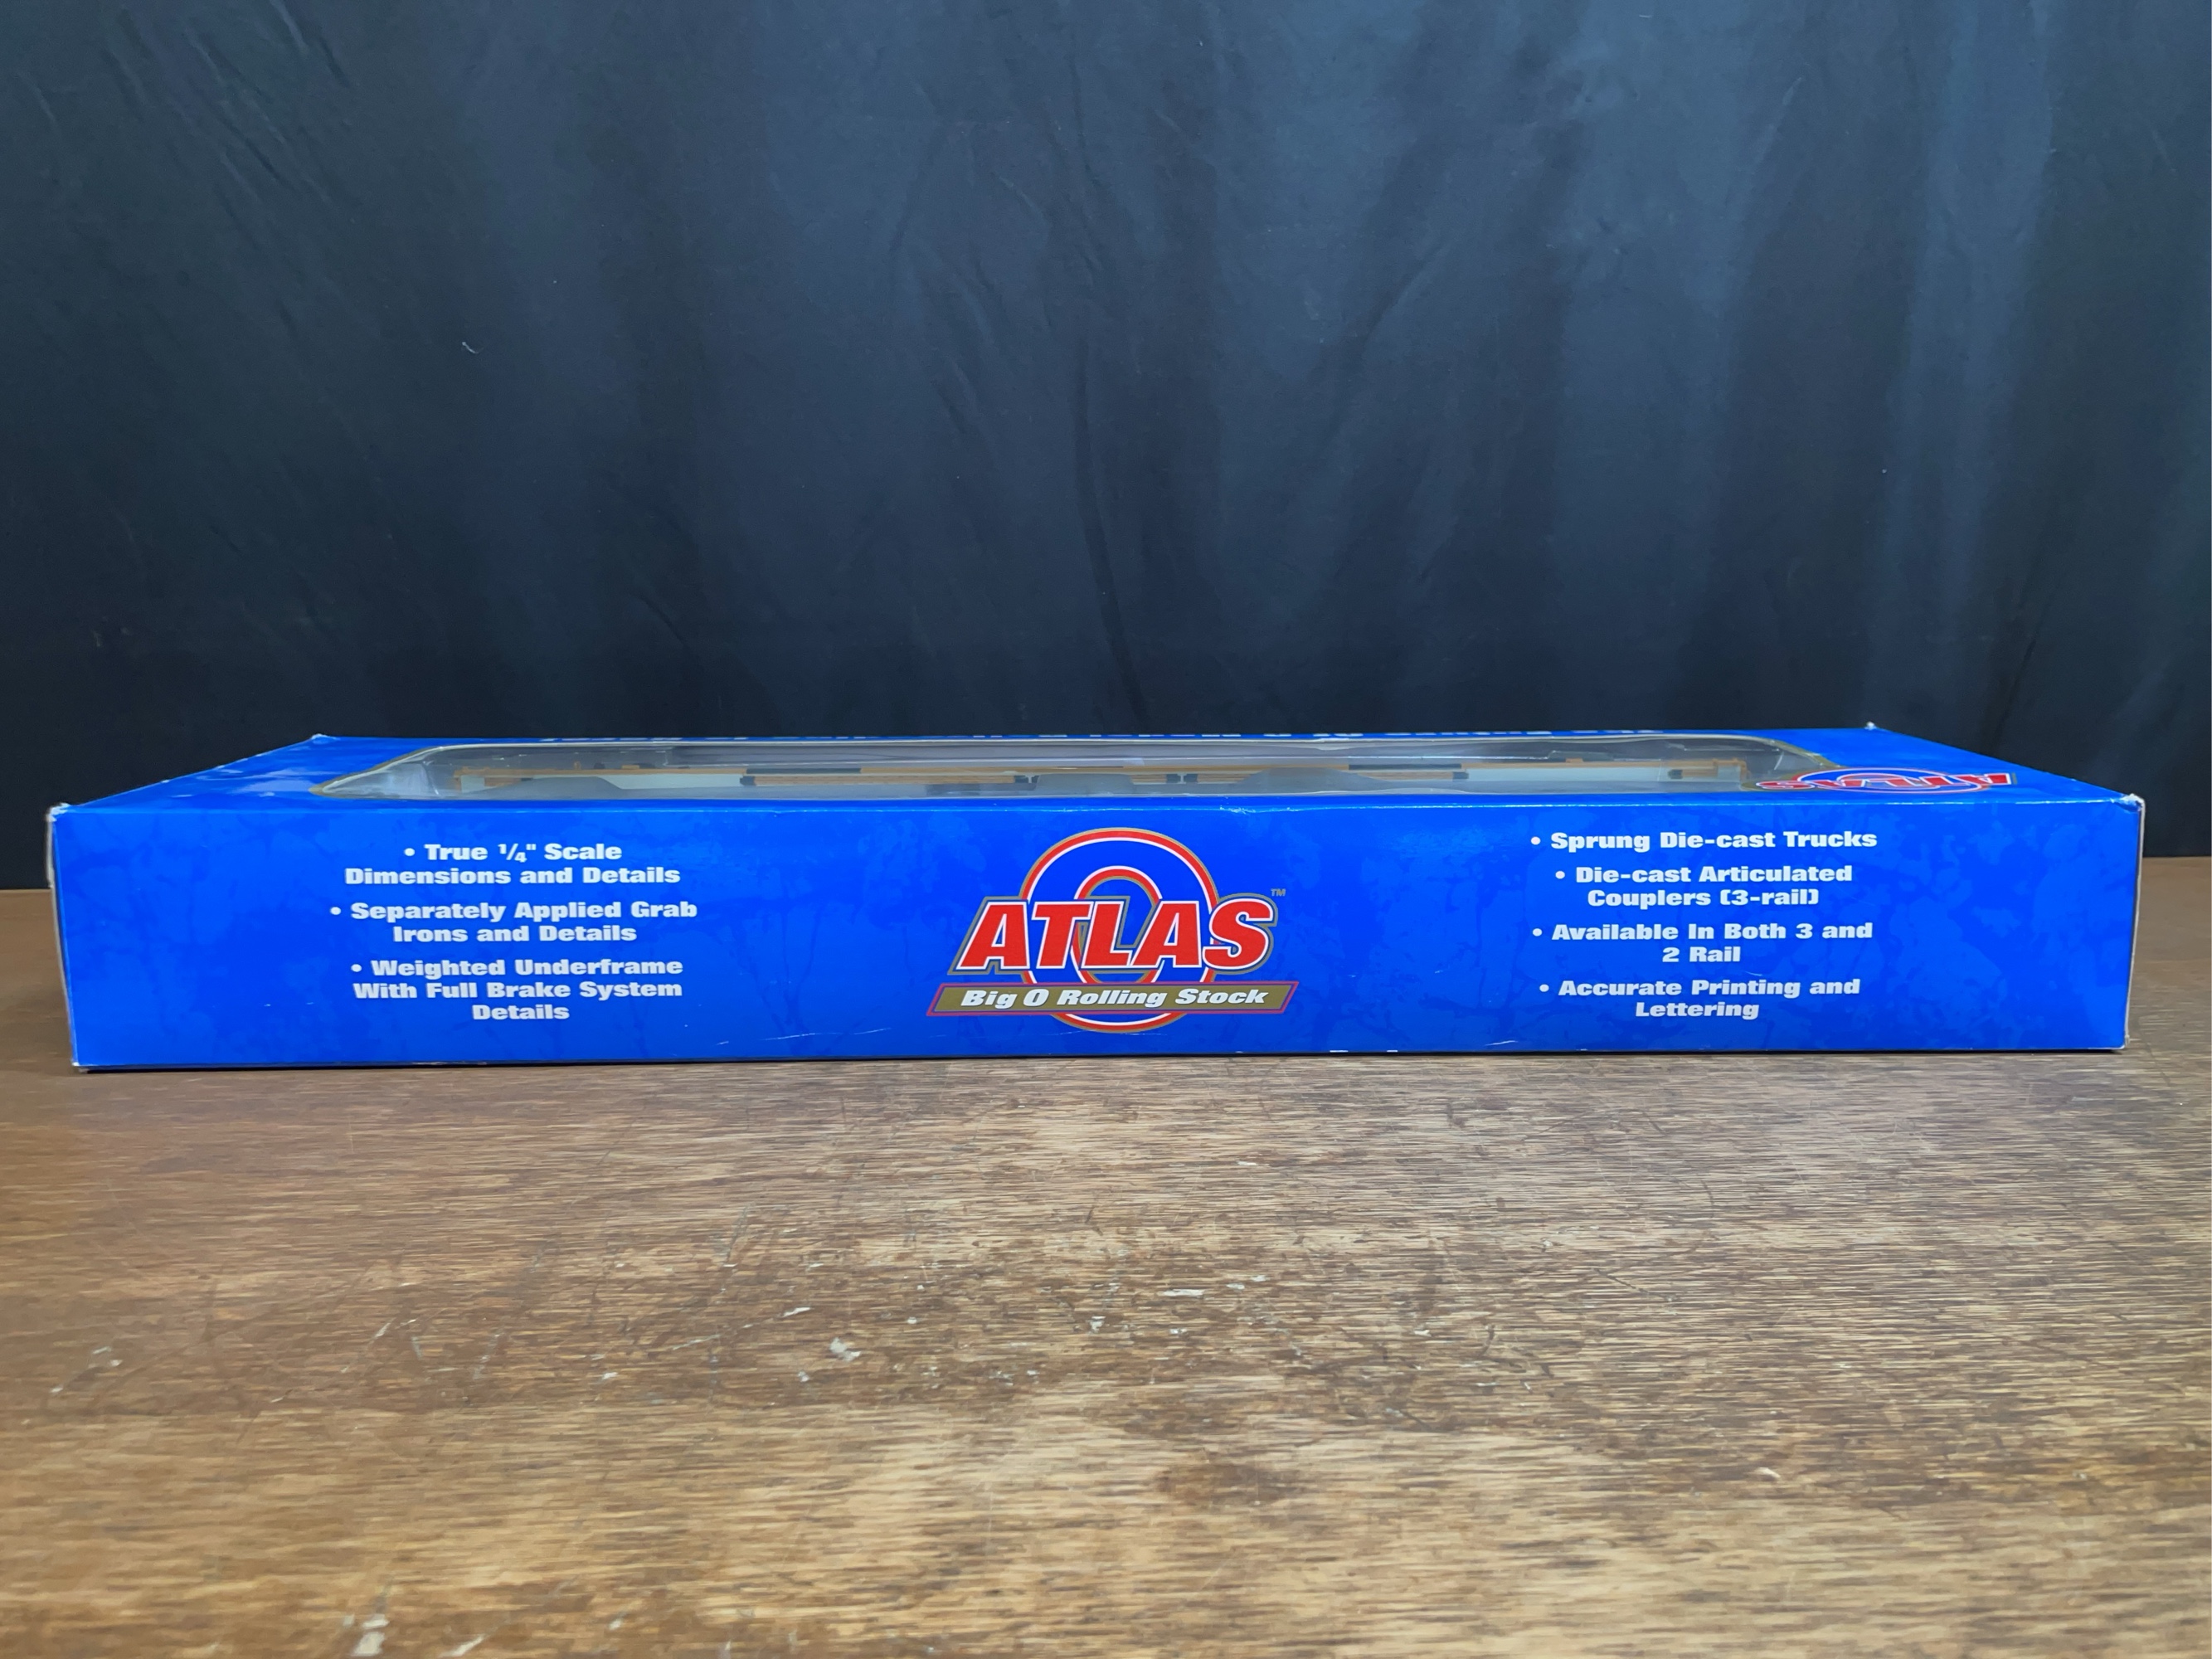 • True ¼" Scale
Dimensions and Details
• Separately Applied Grab
Irons and Details
• Weighted Underframe
With Full Brake System
Details
ATLAS™
Big O Rolling Stock
• Sprung Die-cast Trucks
• Die-cast Articulated
Couplers (3-rail)
• Available In Both 3 and
2 Rail
• Accurate Printing and
Lettering
ATLAS